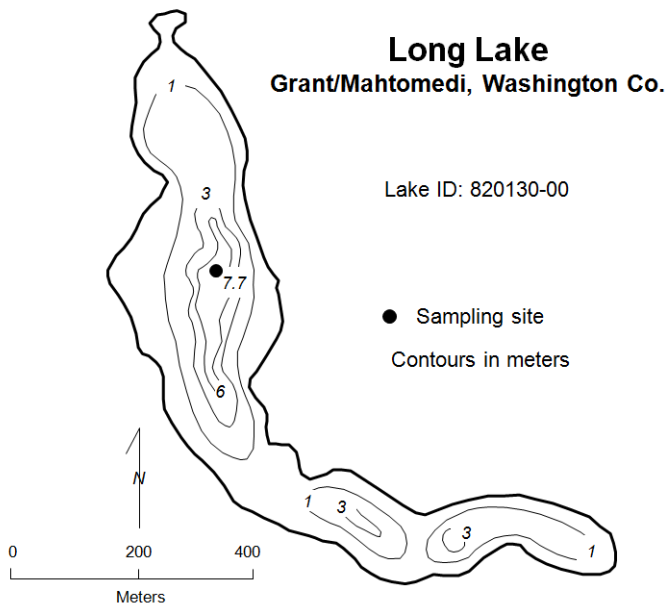 Long Lake
Grant/Mahtomedi, Washington Co.
1
Lake ID: 820130-00
3
7.7
Sampling site
Contours in meters
6
N
1
3
3
1
0 200 400
Meters